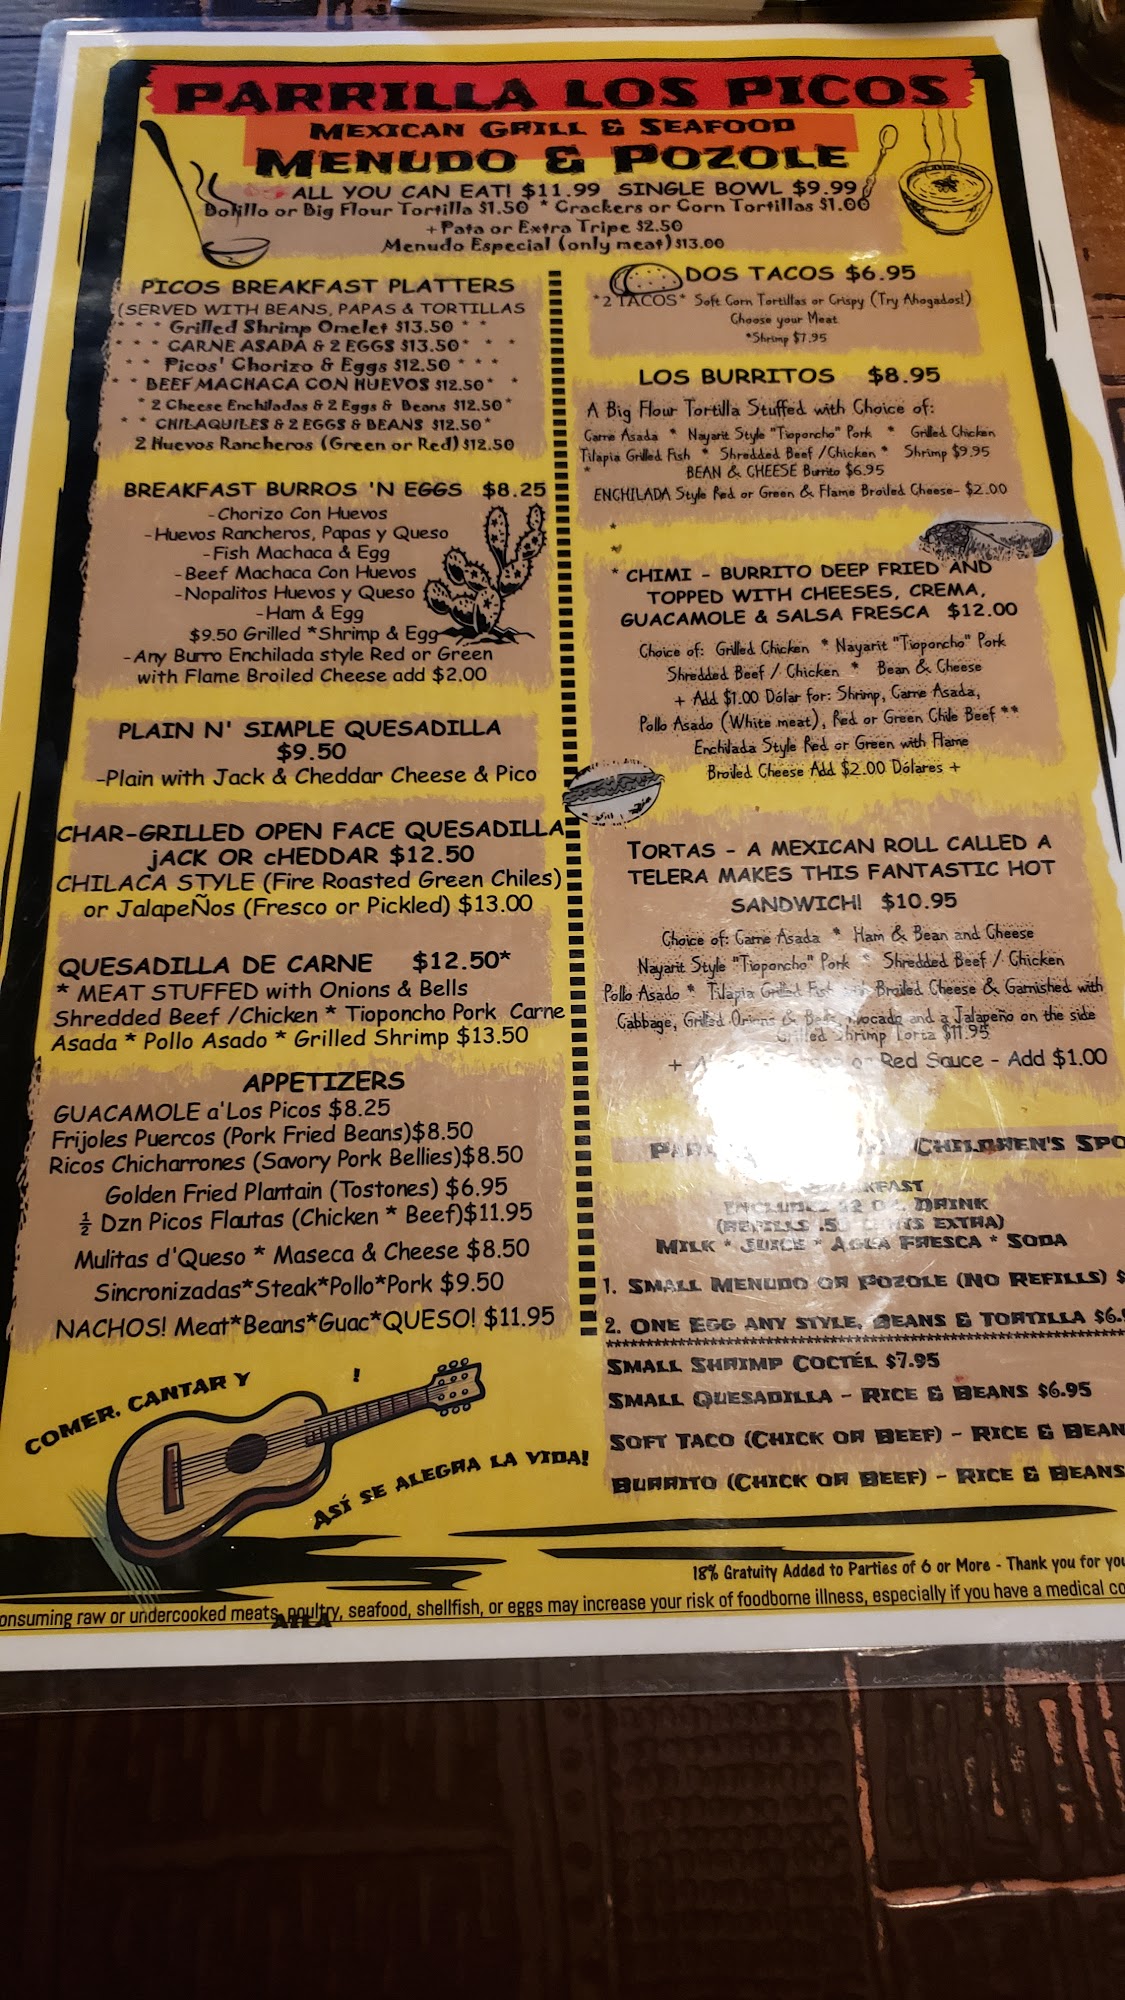 PARRILLA LOS PICOS
MEXICAN GRILL & SEAFOOD
MENUDO & POZOLE
ALL YOU CAN EAT! $11.99 SINGLE BOWL $9.99
Bolillo or Big Flour Tortilla $1.50 * Crackers or Corn Tortillas $1.00
+Pata or Extra Tripe $2.50
Menudo Especial (only meat) $13.00
PICOS BREAKFAST PLATTERS
(SERVED WITH BEANS, PAPAS & TORTILLAS
* * * Grilled Shrimp Omelet $13.50 * *
* * * CARNE ASADA & 2 EGGS $13.50* * *
* * Picos' Chorizo & Eggs $12.50 * * *
* * BEEF MACHACA CON HUEVOS $12.50* *
* 2 Cheese Enchiladas & 2 Eggs & Beans $12.50*
* * CHILAQUILES & 2 EGGS & BEANS $12.50*
2 Huevos Rancheros (Green or Red) $12.50
BREAKFAST BURROS 'N EGGS $8.25
-Chorizo Con Huevos
-Huevos Rancheros, Papas y Queso
-Fish Machaca & Egg
-Beef Machaca Con Huevos
-Nopalitos Huevos y Queso
-Ham & Egg
$9.50 Grilled *Shrimp & Egg
-Any Burro Enchilada style Red or Green
with Flame Broiled Cheese add $2.00
PLAIN N' SIMPLE QUESADILLA
$9.50
-Plain with Jack & Cheddar Cheese & Pico
CHAR-GRILLED OPEN FACE QUESADILLA
jACK OR cHEDDAR $12.50
CHILACA STYLE (Fire Roasted Green Chiles)
or JalapeÑos (Fresco or Pickled) $13.00
QUESADILLA DE CARNE $12.50*
* MEAT STUFFED with Onions & Bells
Shredded Beef /Chicken * Tioponcho Pork Carne
Asada * Pollo Asado * Grilled Shrimp $13.50
APPETIZERS
GUACAMOLE a'Los Picos $8.25
Frijoles Puercos (Pork Fried Beans)$8.50
Ricos Chicharrones (Savory Pork Bellies)$8.50
Golden Fried Plantain (Tostones) $6.95
½ Dzn Picos Flautas (Chicken * Beef)$11.95
Mulitas d'Queso * Maseca & Cheese $8.50
Sincronizadas*Steak*Pollo*Pork $9.50
NACHOS! Meat*Beans*Guac*QUESO! $11.95
COMER, CANTAR Y !
ASÍ SE ALEGRA LA VIDA!
DOS TACOS $6.95
*2 TACOS* Soft Corn Tortillas or Crispy (Try Ahogados!)
Choose your Meat
*Shrimp $7.95
LOS BURRITOS $8.95
A Big Flour Tortilla Stuffed with Choice of:
Carne Asada * Nayarit Style "Tioponcho" Pork * Grilled Chicken
Tilapia Grilled Fish * Shredded Beef /Chicken * Shrimp $9.95
* BEAN & CHEESE Burrito $6.95
ENCHILADA Style Red or Green & Flame Broiled Cheese- $2.00
*
*
* CHIMI - BURRITO DEEP FRIED AND
TOPPED WITH CHEESES, CREMA,
GUACAMOLE & SALSA FRESCA $12.00
Choice of: Grilled Chicken * Nayarit "Tioponcho" Pork
Shredded Beef / Chicken * Bean & Cheese
+ Add $1.00 Dólar for: Shrimp, Carne Asada,
Pollo Asado (White meat), Red or Green Chile Beef **
Enchilada Style Red or Green with Flame
Broiled Cheese Add $2.00 Dólares +
TORTAS - A MEXICAN ROLL CALLED A
TELERA MAKES THIS FANTASTIC HOT
SANDWICH! $10.95
Choice of: Carne Asada * Ham & Bean and Cheese
Nayarit Style "Tioponcho" Pork * Shredded Beef / Chicken
Pollo Asado * Tilapia Grilled Fish Broiled Cheese & Garnished with
Cabbage, Grilled Onions & and a Jalapeño on the side
Shrimp Torta $11.95
+ Red Sauce - Add $1.00
CHILDREN'S
INCLUDES 12 OZ. DRINK
(REFILLS .50 CENTS EXTRA)
MILK * JUICE * AGUA FRESCA * SODA
1. SMALL MENUDO OR POZOLE (NO REFILLS) $
2. ONE EGG ANY STYLE, BEANS & TORTILLA $6.
SMALL SHRIMP COCTÉL $7.95
SMALL QUESADILLA - RICE & BEANS $6.95
SOFT TACO (CHICK OR BEEF) - RICE & BEAN
BURRITO (CHICK OR BEEF) - RICE & BEANS
18% Gratuity Added to Parties of 6 or More - Thank you for you
onsuming raw or undercooked meats, poultry, seafood, shellfish, or eggs may increase your risk of foodborne illness, especially if you have a medical co